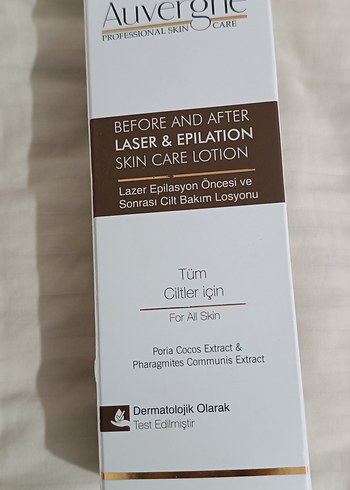 Auvergne
PROFESSIONAL SKIN CARE
BEFORE AND AFTER
LASER & EPILATION
SKIN CARE LOTION
Lazer Epilasyon Öncesi ve
Sonrası Cilt Bakım Losyonu
Tüm
Ciltler için
For All Skin
Poria Cocos Extract &
Pharagmites Communis Extract
Dermatolojik Olarak
Test Edilmiştir